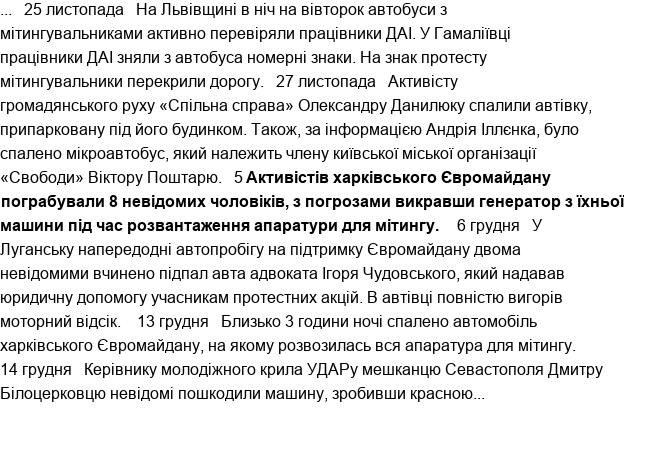 ...   25 листопада   На Львівщині в ніч на вівторок автобуси з
мітингувальниками активно перевіряли працівники ДАІ. У Гамаліївці
працівники ДАІ зняли з автобуса номерні знаки. На знак протесту
мітингувальники перекрили дорогу.   27 листопада   Активісту
громадянського руху «Спільна справа» Олександру Данилюку спалили автівку,
припарковану під його будинком. Також, за інформацією Андрія Іллєнка, було
спалено мікроавтобус, який належить члену київської міської організації
«Свободи» Віктору Поштарю.   5 Активістів харківського Євромайдану
пограбували 8 невідомих чоловіків, з погрозами викравши генератор з їхньої
машини під час розвантаження апаратури для мітингу.    6 грудня   У
Луганську напередодні автопробігу на підтримку Євромайдану двома
невідомими вчинено підпал авта адвоката Ігоря Чудовського, який надавав
юридичну допомогу учасникам протестних акцій. В автівці повністю вигорів
моторний відсік.    13 грудня   Близько 3 години ночі спалено автомобіль
харківського Євромайдану, на якому розвозилась вся апаратура для мітингу.
14 грудня   Керівнику молодіжного крила УДАРу мешканцю Севастополя Дмитру
Білоцерковцю невідомі пошкодили машину, зробивши красною...